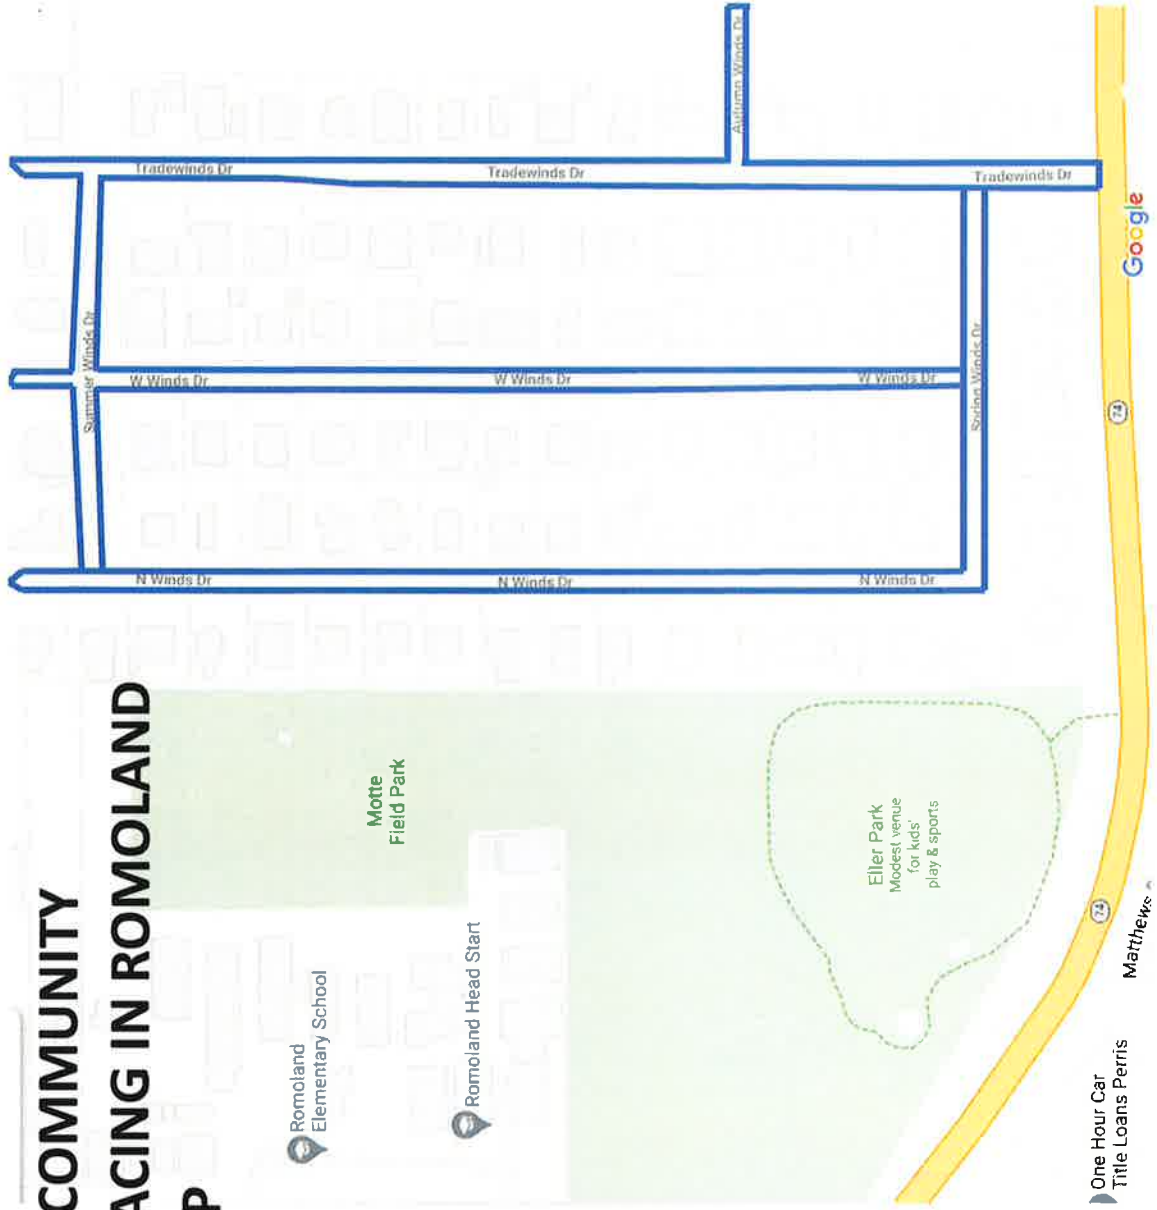 COMMUNITY
ACING IN ROMOLAND
P
Romoland
Elementary School
Romoland Head Start
Motte
Field Park
Eller Park
Modest venue
for kids'
play & sports
One Hour Car
Title Loans Perris
Matthews
74
74
N Winds Dr
N Winds Dr
N Winds Dr
Summer Winds Dr
W Winds Dr
W Winds Dr
W Winds Dr
Spring Winds Dr
Tradewinds Dr
Tradewinds Dr
Tradewinds Dr
Autumn Winds Dr
Google